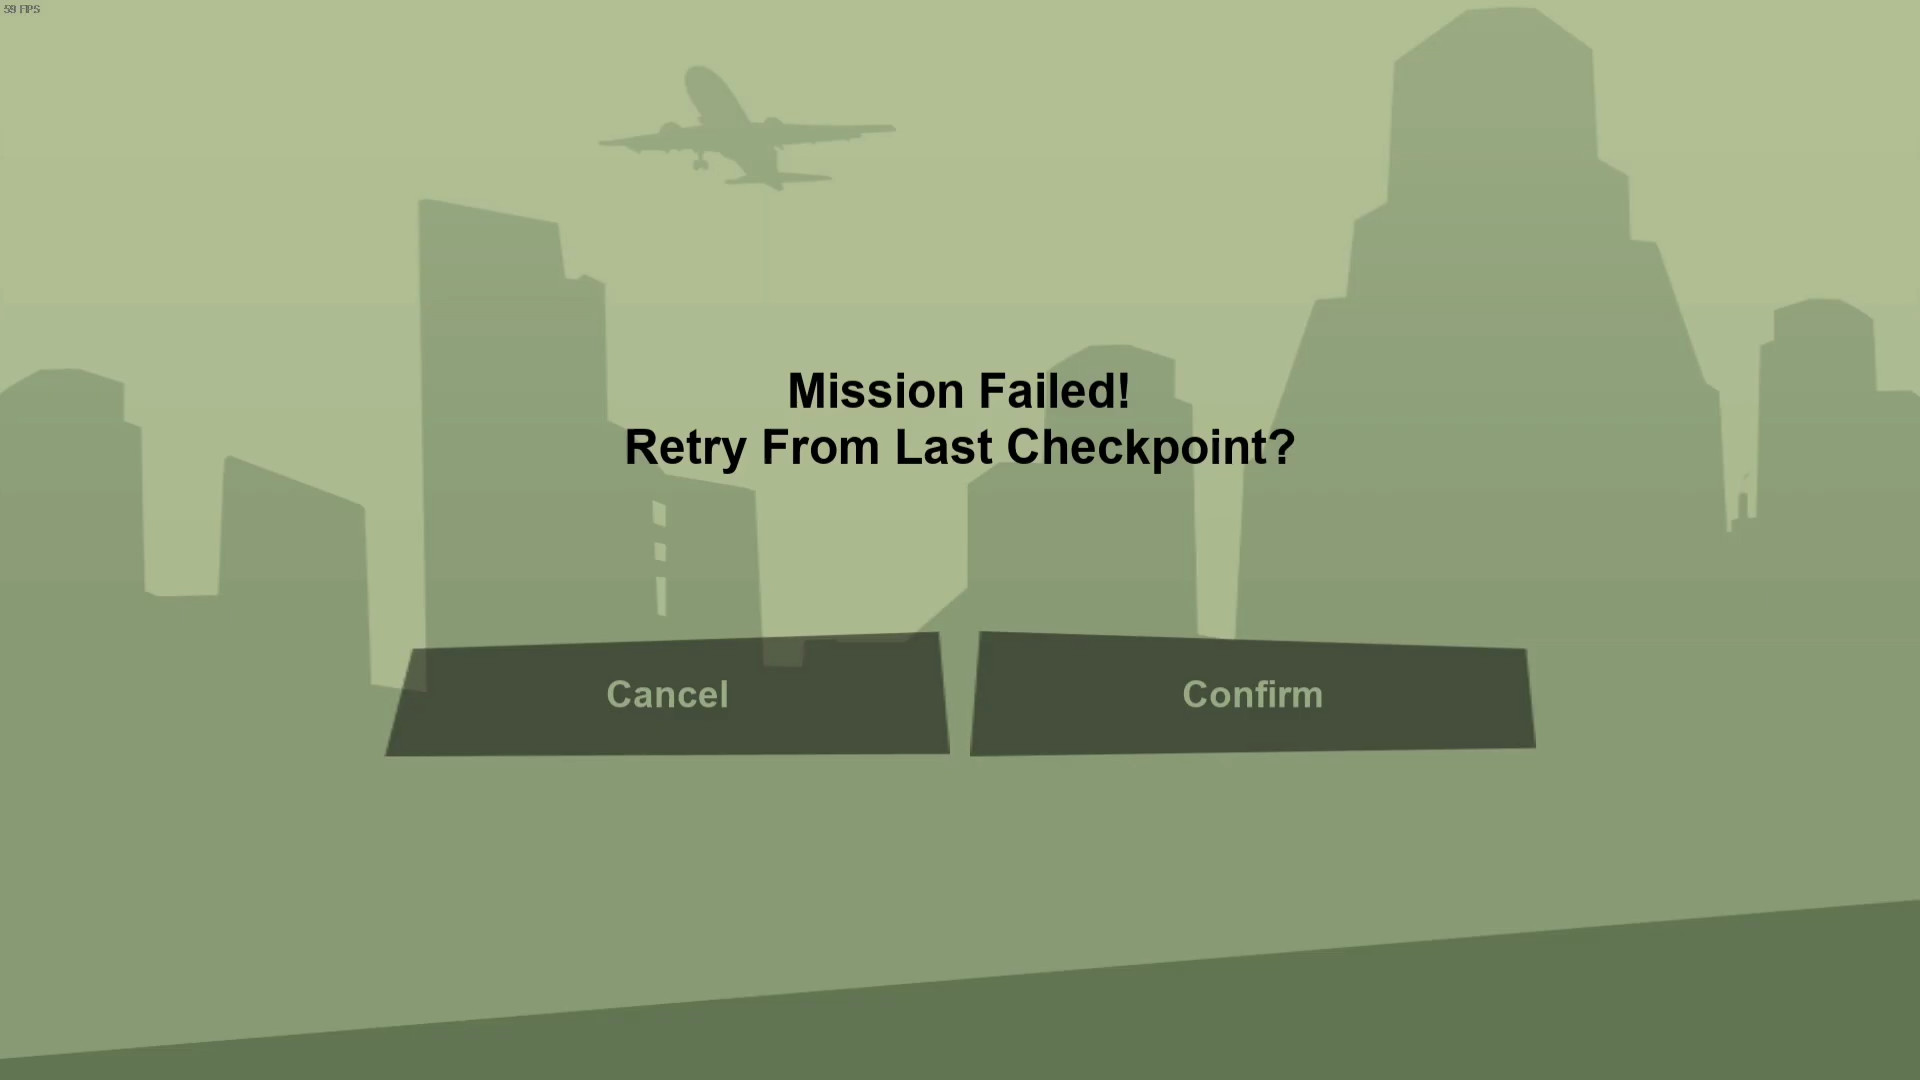 59 FPS
Mission Failed!
Retry From Last Checkpoint?
Cancel
Confirm